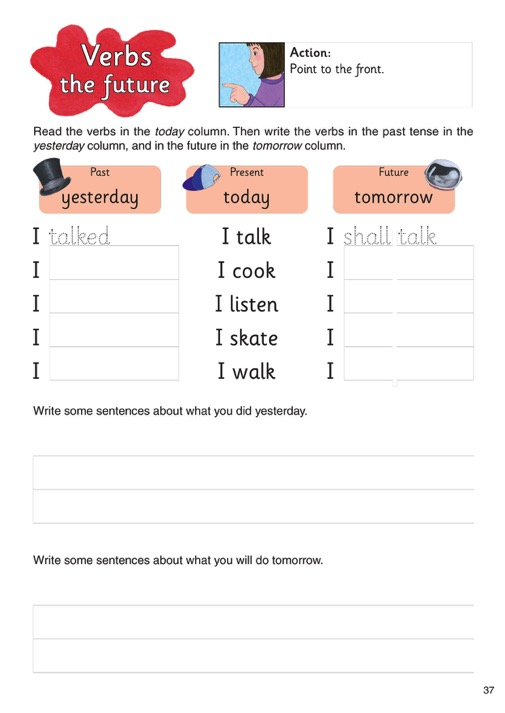 Verbs
the future
Action:
Point to the front.
Read the verbs in the today column. Then write the verbs in the past tense in the
yesterday column, and in the future in the tomorrow column.
Past Present Future
yesterday today tomorrow
I talked I talk I shall talk
I I cook I
I I listen I
I I skate I
I I walk I
Write some sentences about what you did yesterday.
Write some sentences about what you will do tomorrow.
37